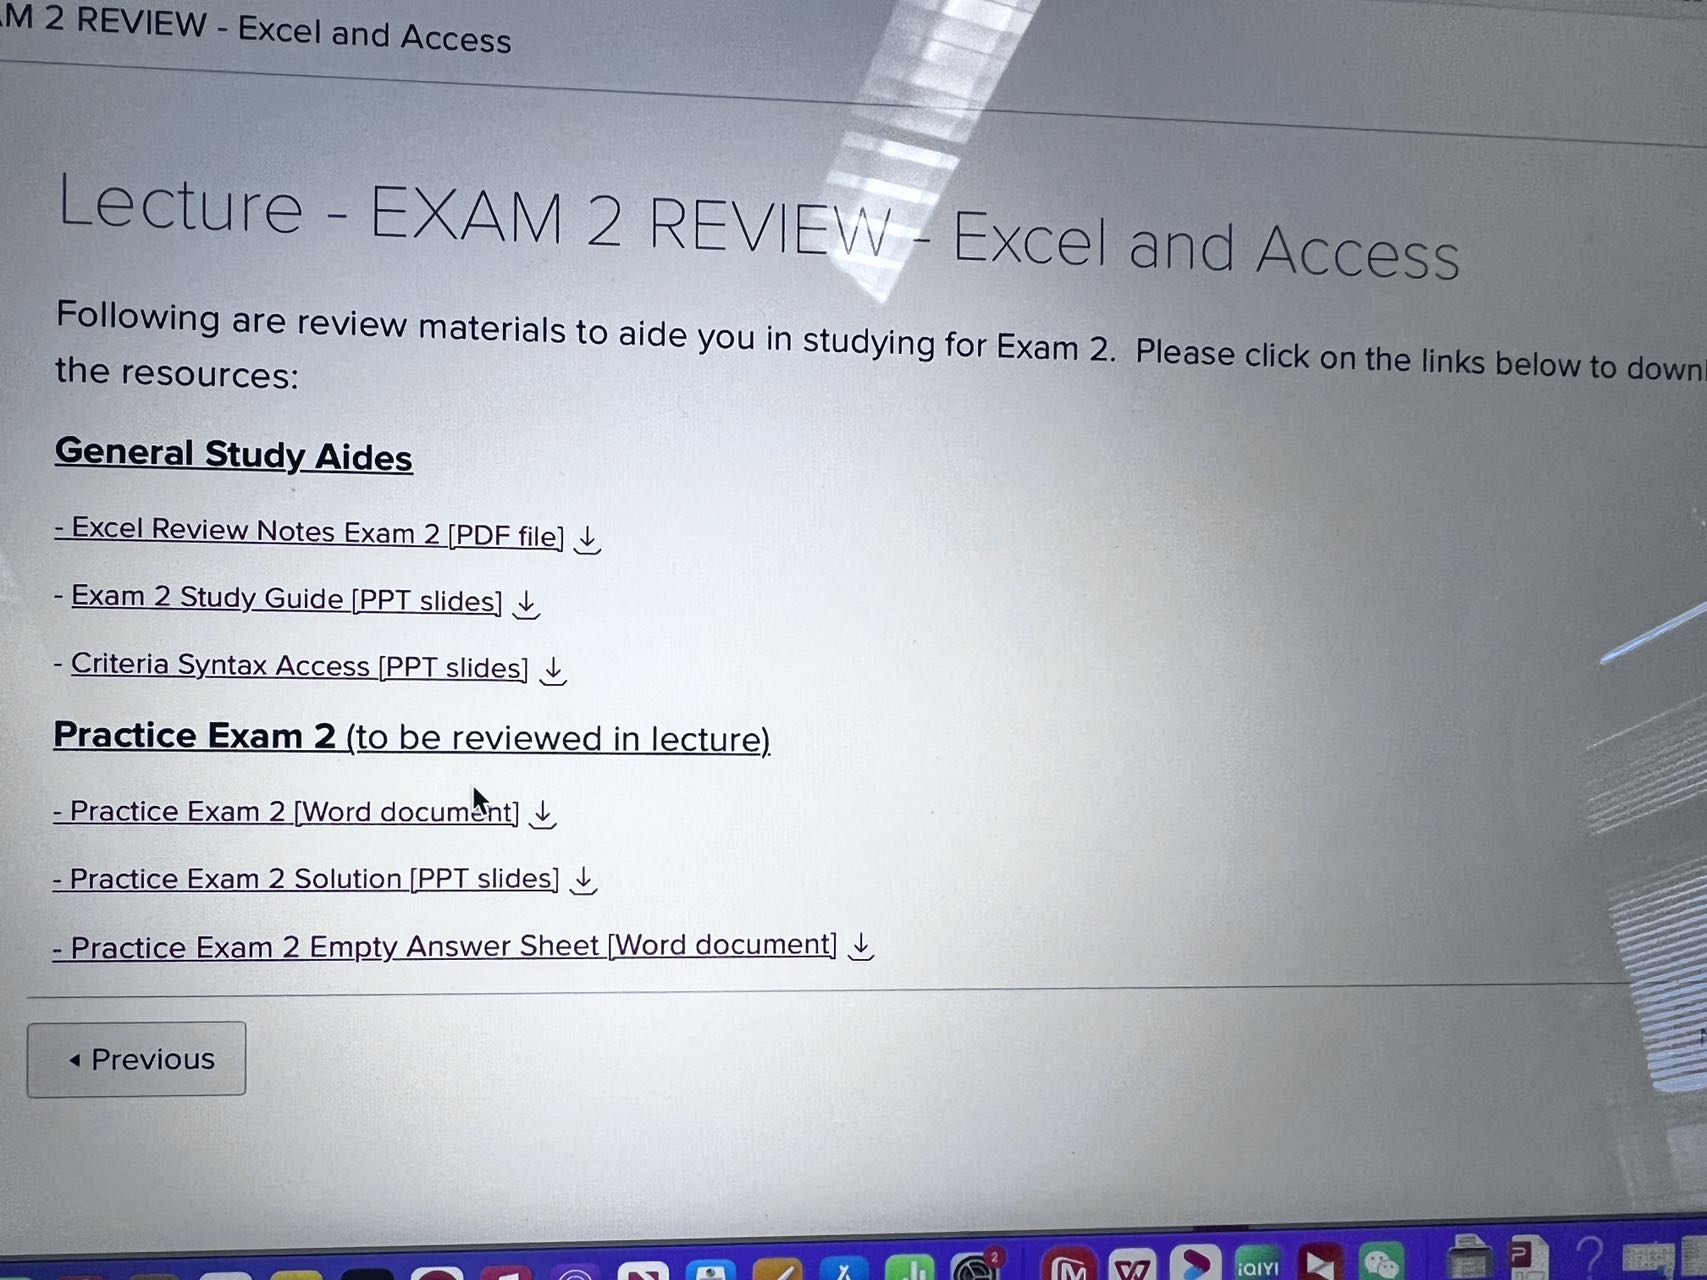 M 2 REVIEW - Excel and Access
Lecture - EXAM 2 REVIEW - Excel and Access
Following are review materials to aide you in studying for Exam 2. Please click on the links below to downl
the resources:
General Study Aides
- Excel Review Notes Exam 2 [PDF file]
- Exam 2 Study Guide [PPT slides]
- Criteria Syntax Access [PPT slides]
Practice Exam 2 (to be reviewed in lecture)
- Practice Exam 2 [Word document]
- Practice Exam 2 Solution [PPT slides]
- Practice Exam 2 Empty Answer Sheet [Word document]
◂ Previous
2
iQIYI
P
?